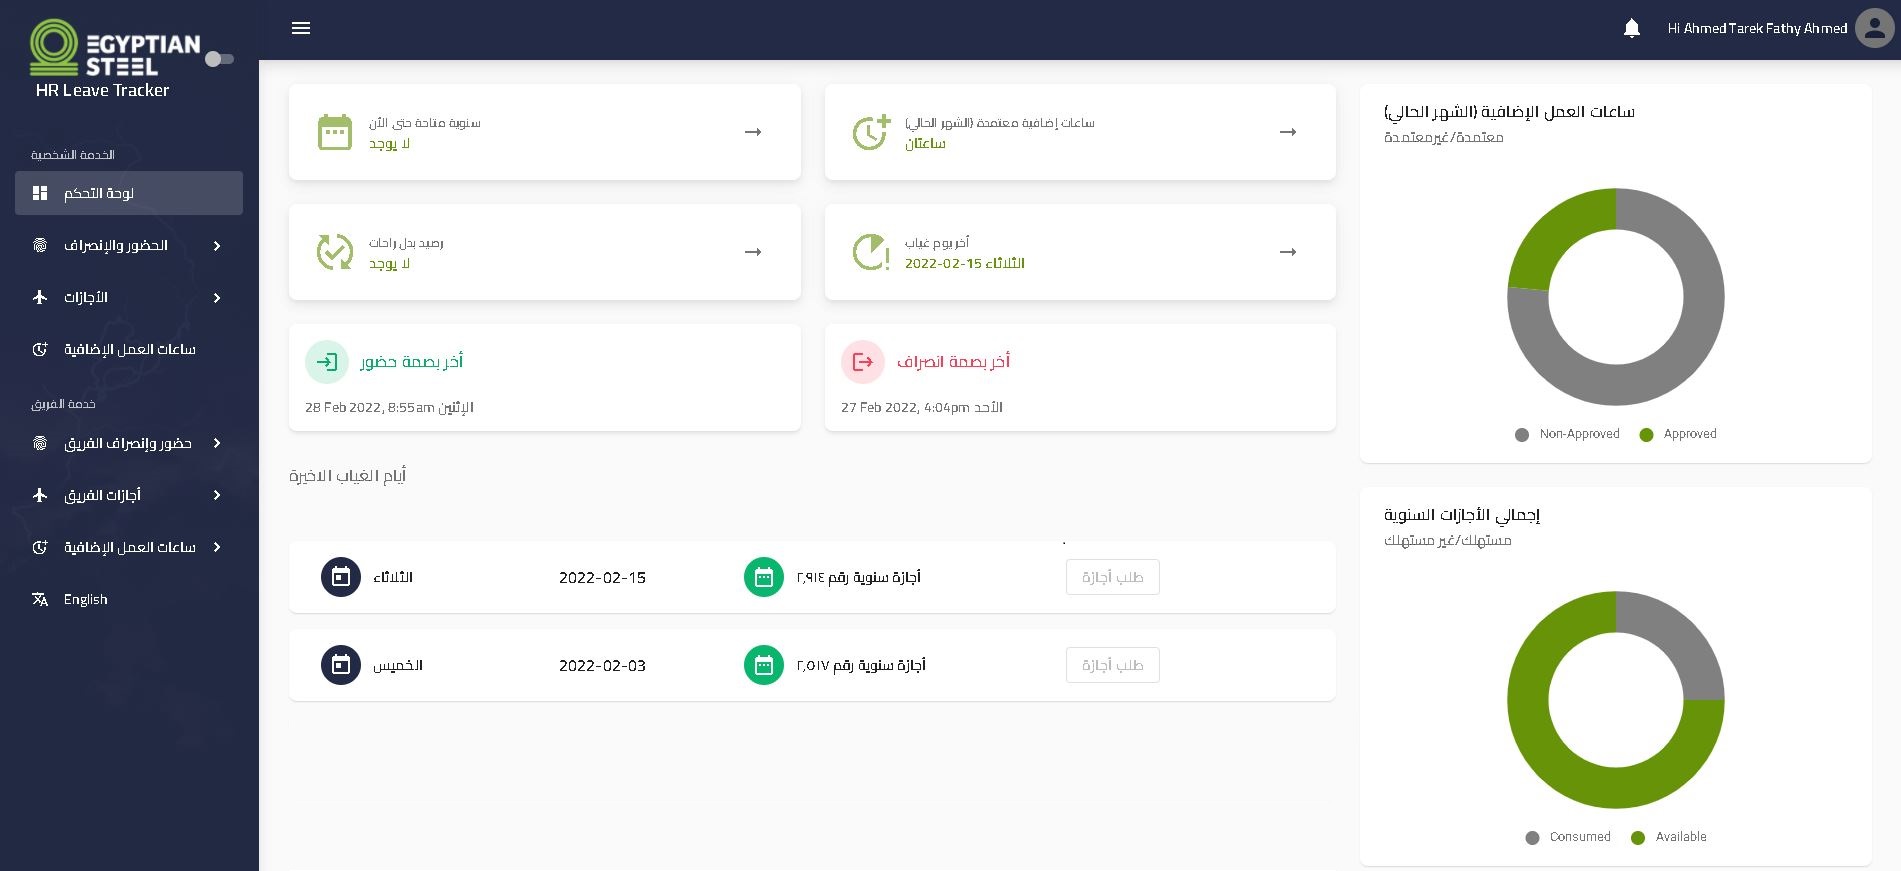 EGYPTIAN
STEEL
HR Leave Tracker
الخدمة الشخصية
لوحة التحكم
الحضور والإنصراف
الأجازات
ساعات العمل الإضافية
خدمة الفريق
حضور وإنصراف الفريق
أجازات الفريق
ساعات العمل الإضافية
English
Hi Ahmed Tarek Fathy Ahmed
سنوية متاحة حتى الأن
لا يوجد
ساعات إضافية معتمدة (الشهر الحالي)
ساعتان
رصيد بدل راحات
لا يوجد
أخر يوم غياب
الثلاثاء 15-02-2022
أخر بصمة حضور
28 Feb 2022, 8:55am الإثنين
أخر بصمة انصراف
27 Feb 2022, 4:04pm الأحد
أيام الغياب الاخيرة
الثلاثاء 2022-02-15 أجازة سنوية رقم ٢,٩١٤ طلب أجازة
الخميس 2022-02-03 أجازة سنوية رقم ٢,٥١٧ طلب أجازة
ساعات العمل الإضافية (الشهر الحالي)
معتمدة/غيرمعتمدة
Non-Approved Approved
إجمالي الأجازات السنوية
مستهلك/غير مستهلك
Consumed Available